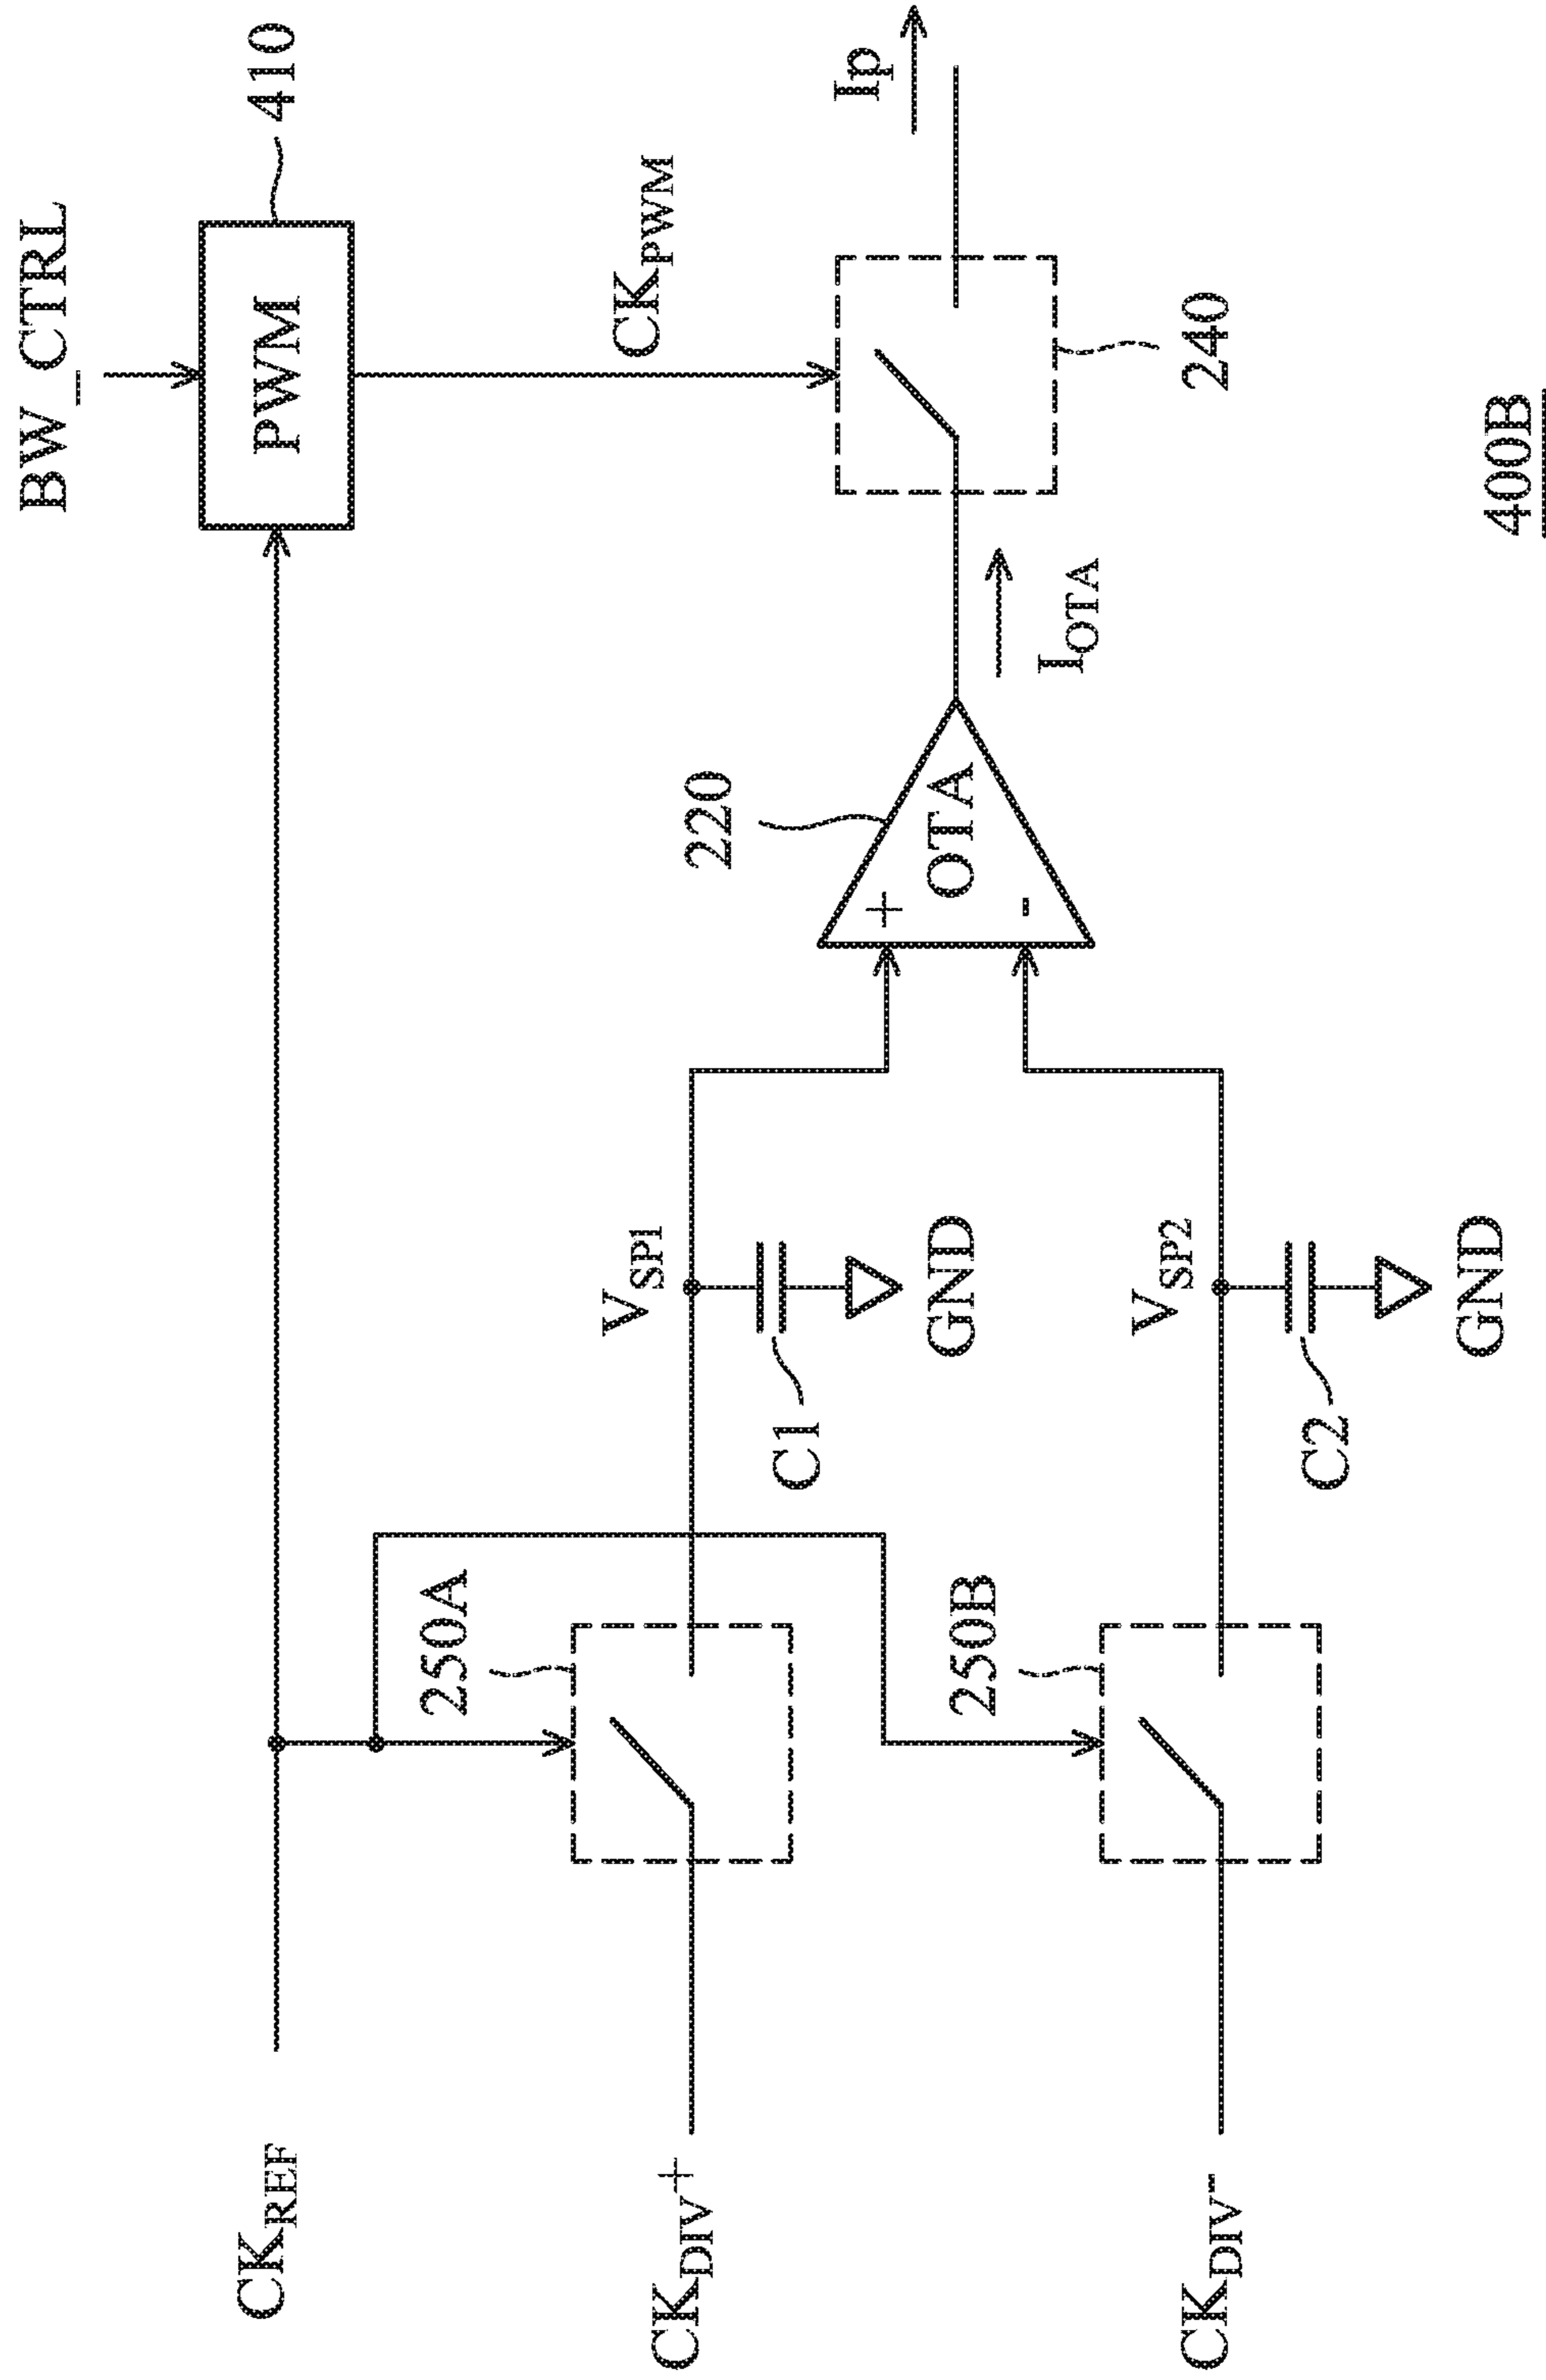 BW_CTRL
PWM
410
CK_REF
CK_PWM
Ip
250A
V_SP1
220
+
OTA
-
I_OTA
240
CK_DIV+
C1
GND
250B
V_SP2
CK_DIV-
C2
GND
400B